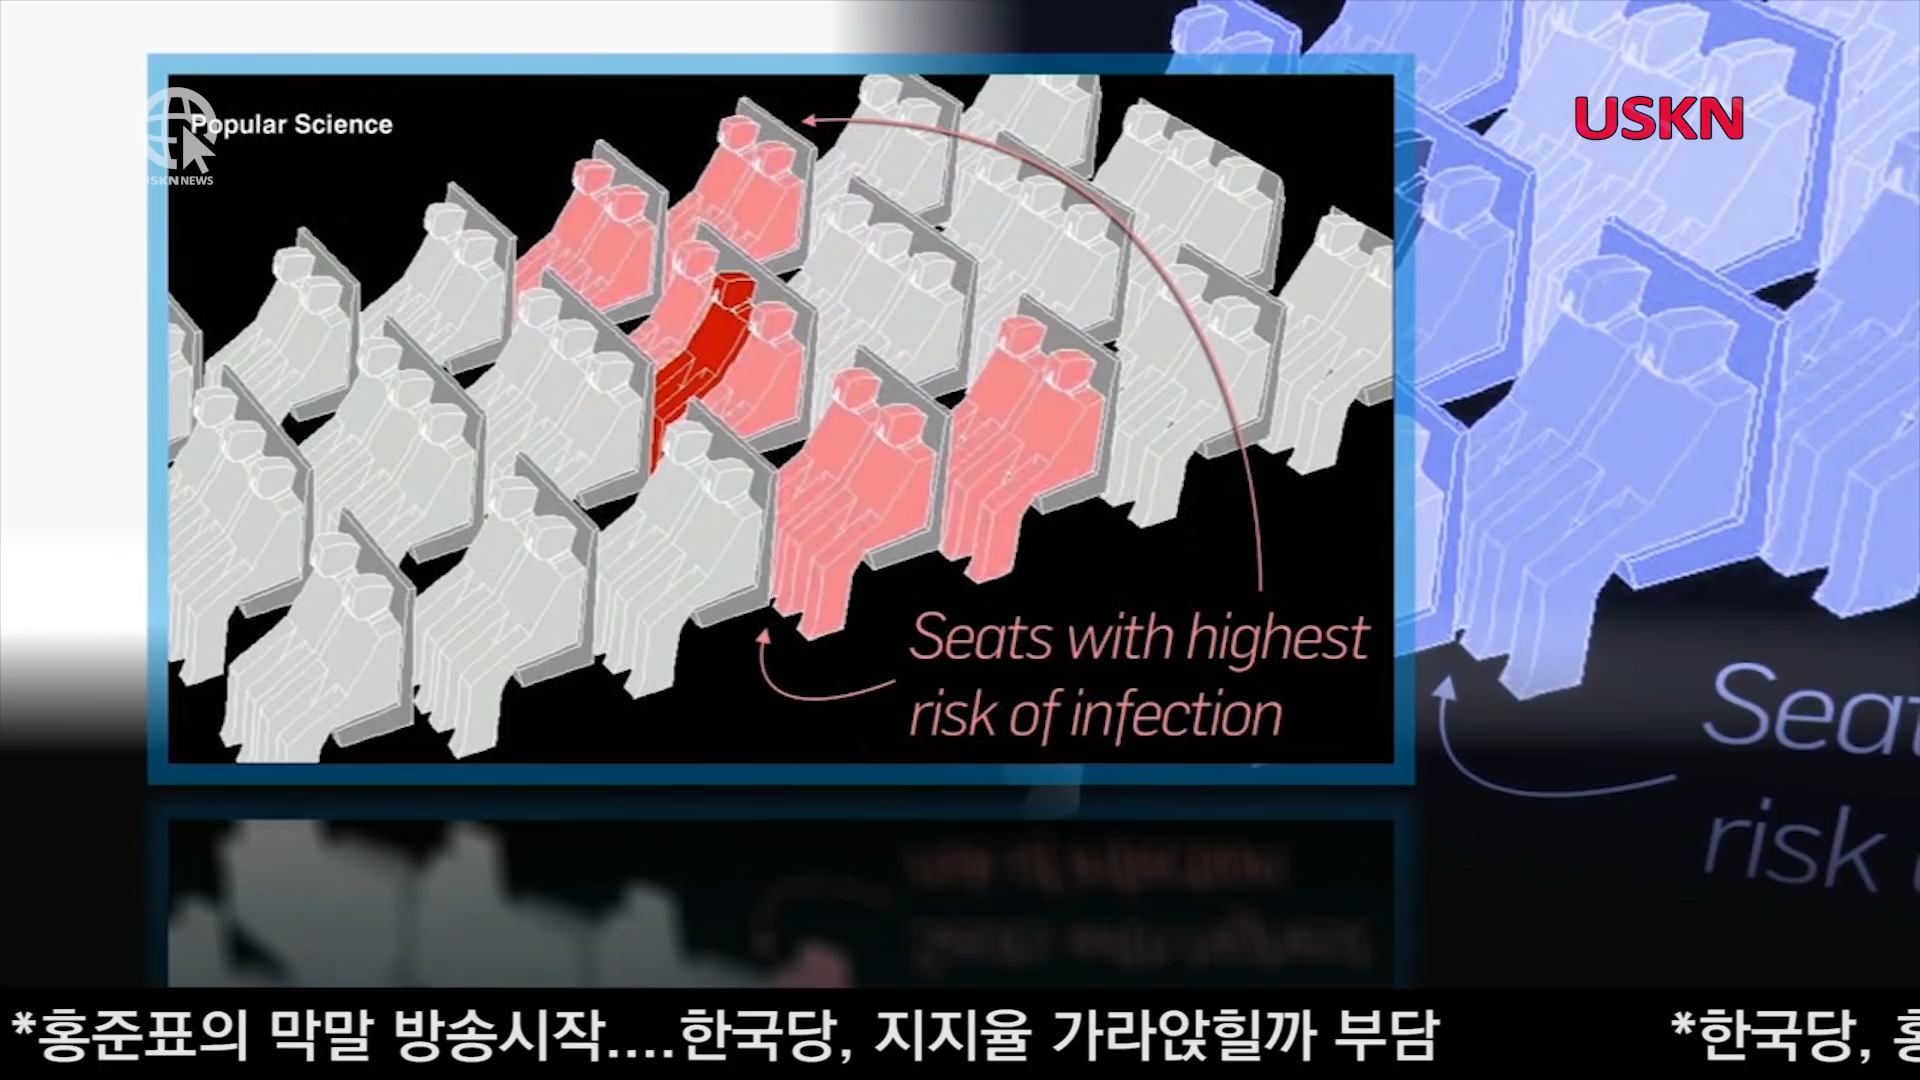 Popular Science
USKN NEWS
USKN
Seats with highest
risk of infection
Seat
risk
*홍준표의 막말 방송시작....한국당, 지지율 가라앉힐까 부담
*한국당, 홍